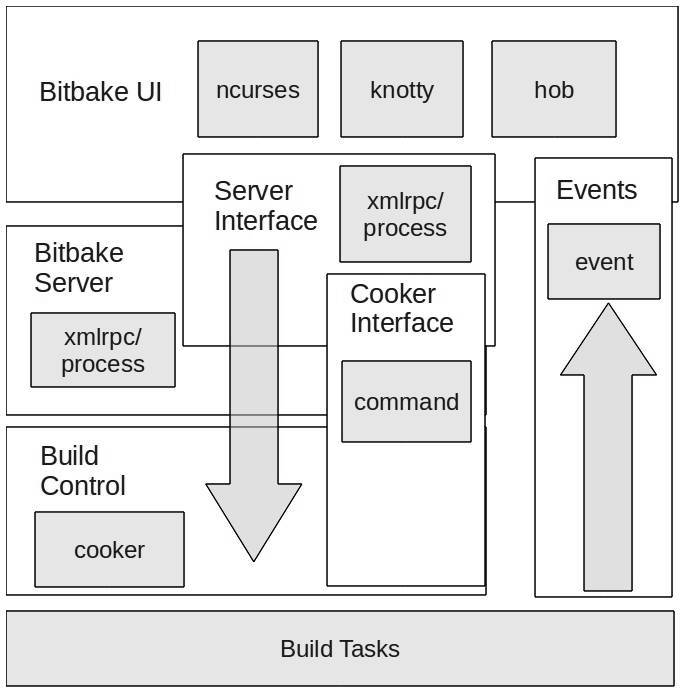 Bitbake UI
ncurses
knotty
hob
Server
Interface
xmlrpc/
process
Events
event
Bitbake
Server
xmlrpc/
process
Cooker
Interface
command
Build
Control
cooker
Build Tasks